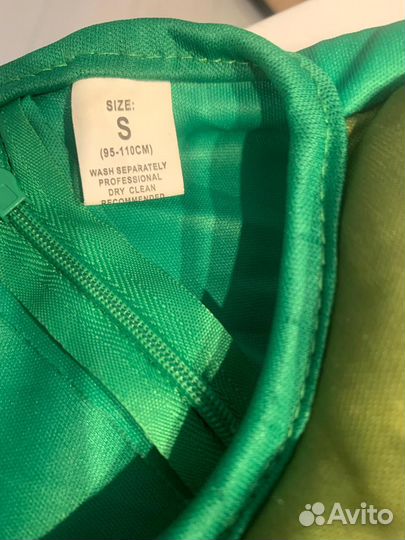 SIZE:
S
(95-110CM)
WASH SEPARATELY
PROFESSIONAL
DRY CLEAN
RECOMMENDED
Avito